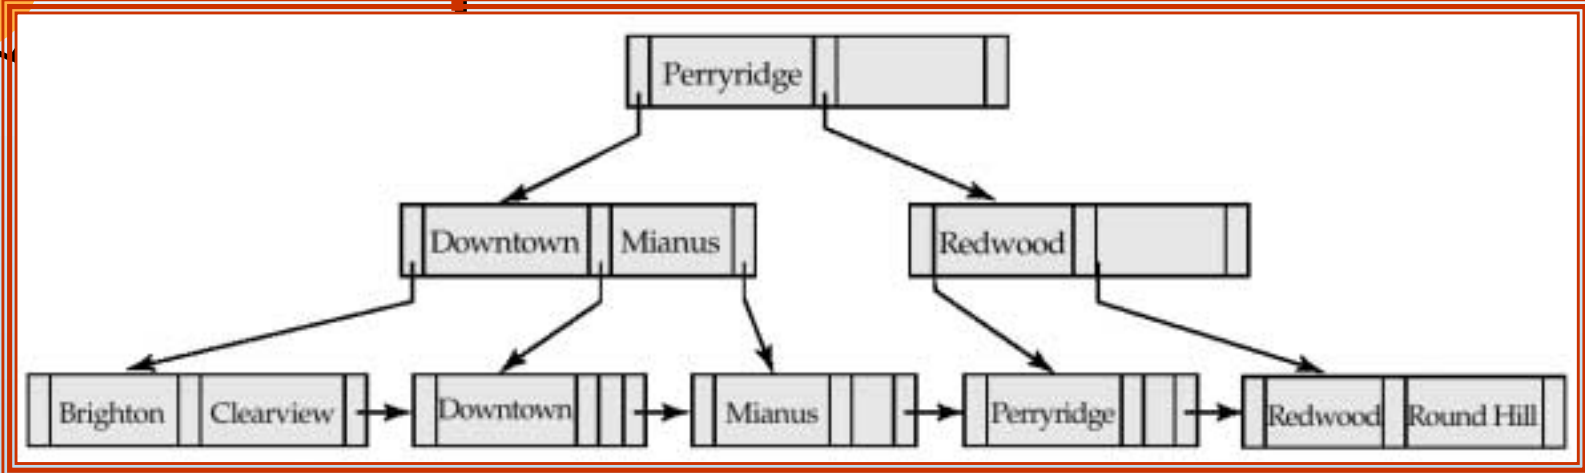 Perryridge
Downtown Mianus Redwood
Brighton Clearview Downtown Mianus Perryridge Redwood Round Hill